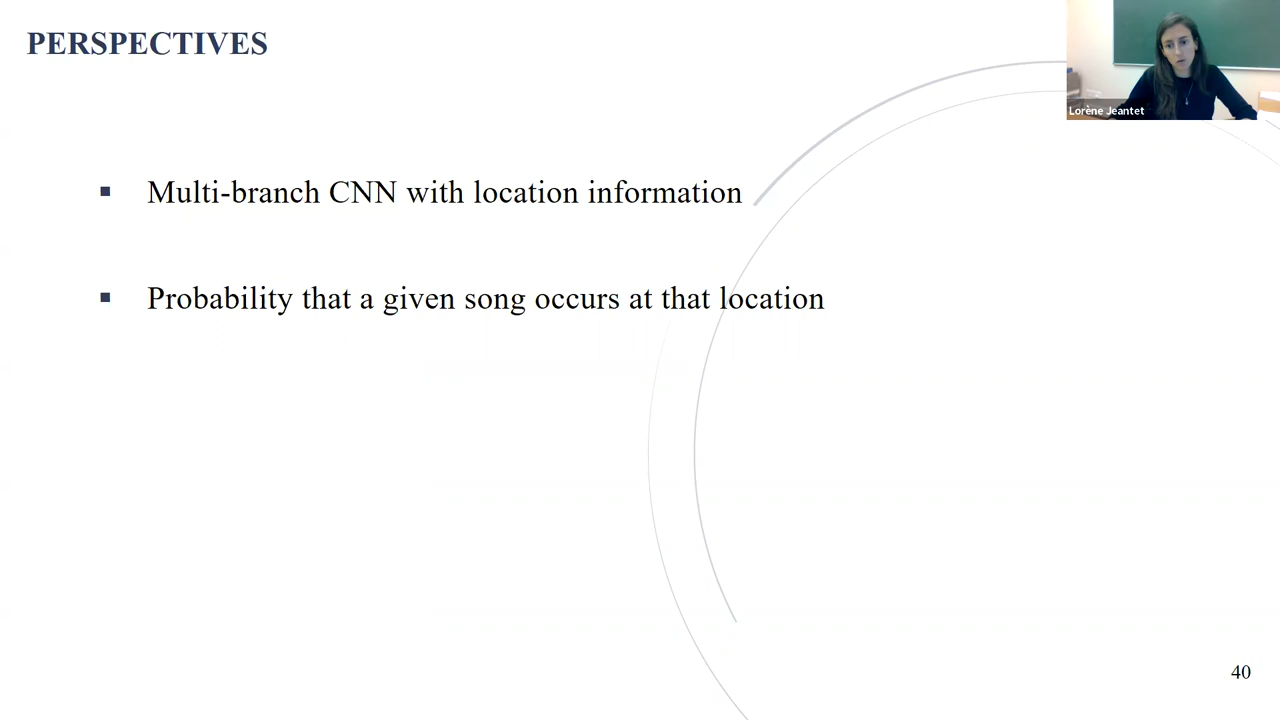 PERSPECTIVES
Lorène Jeantet
▪ Multi-branch CNN with location information
▪ Probability that a given song occurs at that location
40